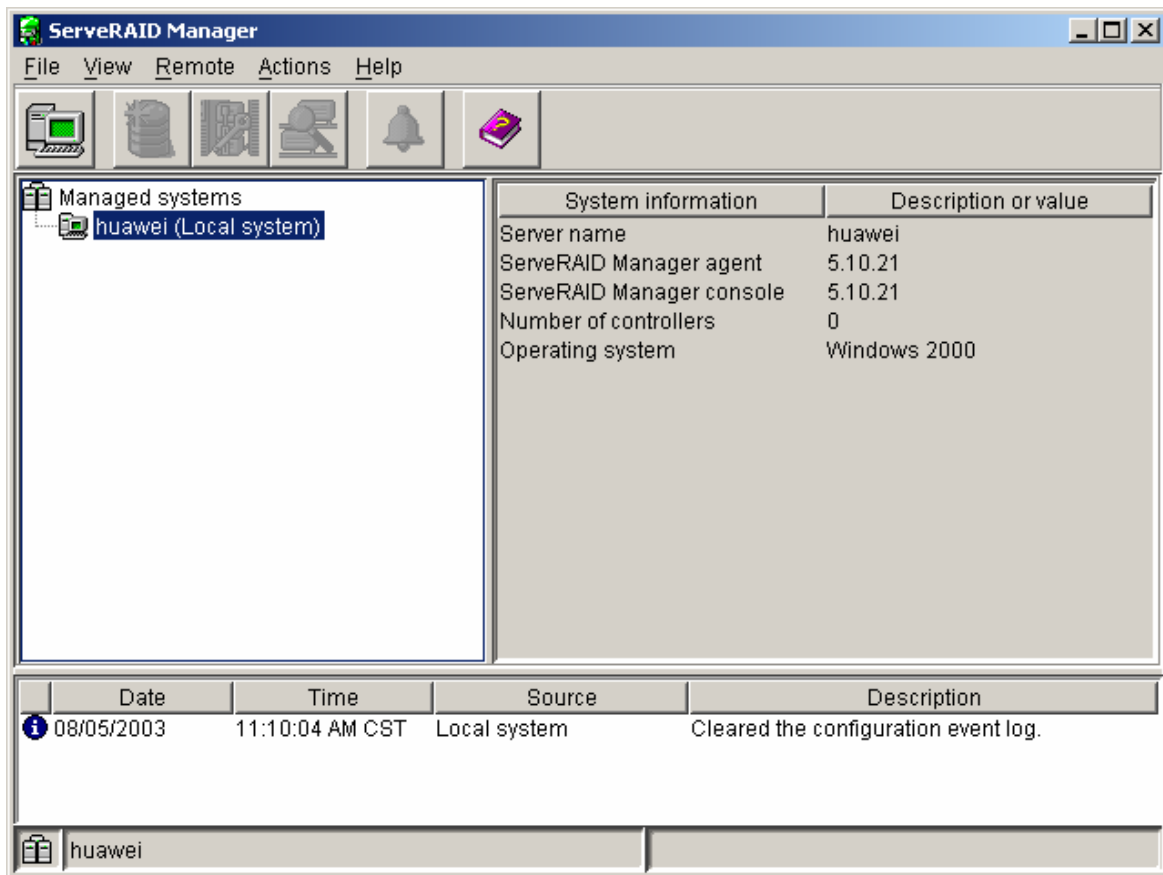 ServeRAID Manager
File View Remote Actions Help
Managed systems
huawei (Local system)
System information Description or value
Server name huawei
ServeRAID Manager agent 5.10.21
ServeRAID Manager console 5.10.21
Number of controllers 0
Operating system Windows 2000
Date Time Source Description
08/05/2003 11:10:04 AM CST Local system Cleared the configuration event log.
huawei